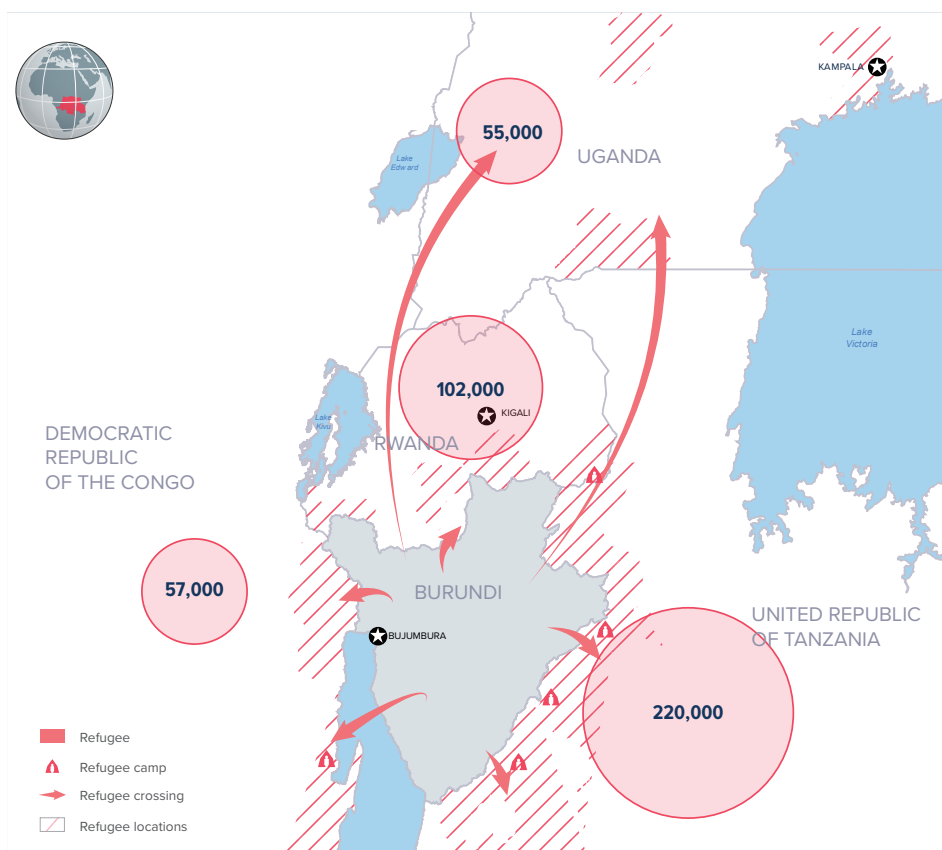 KAMPALA
55,000
UGANDA
Lake
Edward
Lake
Victoria
102,000
KIGALI
Lake
Kivu
RWANDA
DEMOCRATIC
REPUBLIC
OF THE CONGO
57,000
BURUNDI
BUJUMBURA
UNITED REPUBLIC
OF TANZANIA
220,000
Refugee
Refugee camp
Refugee crossing
Refugee locations